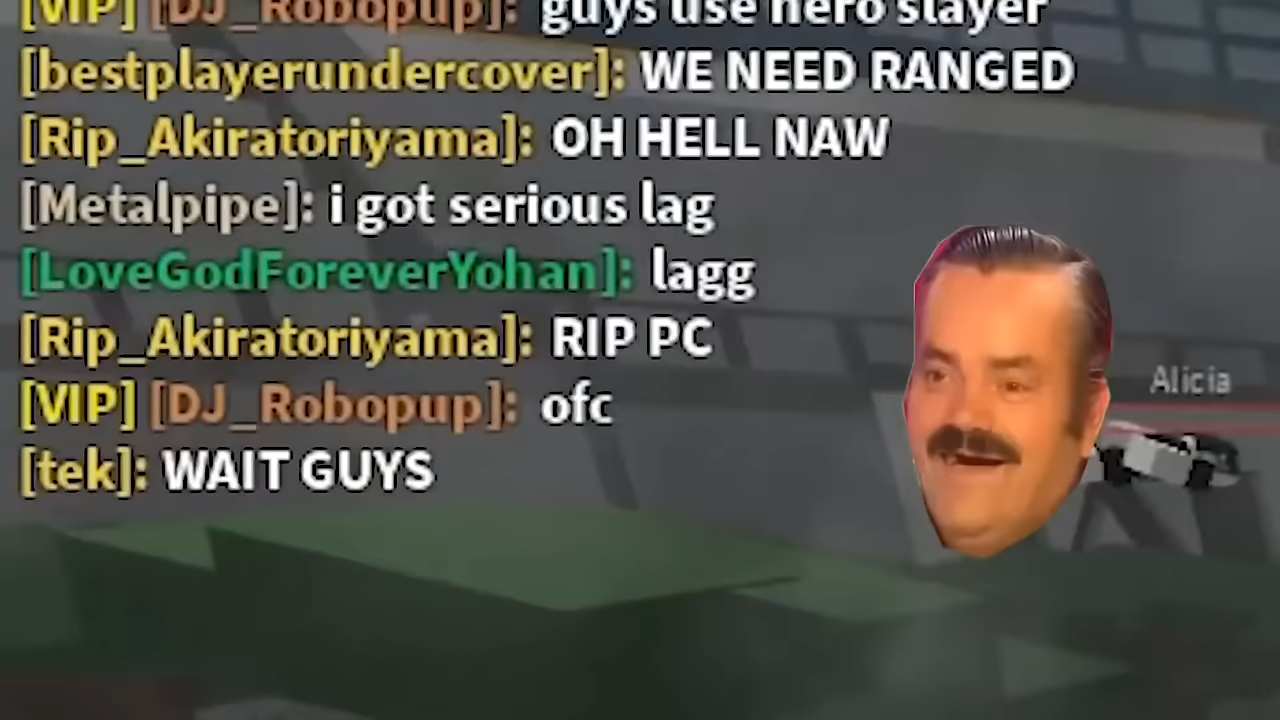 [VIP] [DJ_Robopup]: guys use hero slayer
[bestplayerundercover]: WE NEED RANGED
[Rip_Akiratoriyama]: OH HELL NAW
[Metalpipe]: i got serious lag
[LoveGodForeverYohan]: lagg
[Rip_Akiratoriyama]: RIP PC
[VIP] [DJ_Robopup]: ofc
[tek]: WAIT GUYS
Alicia